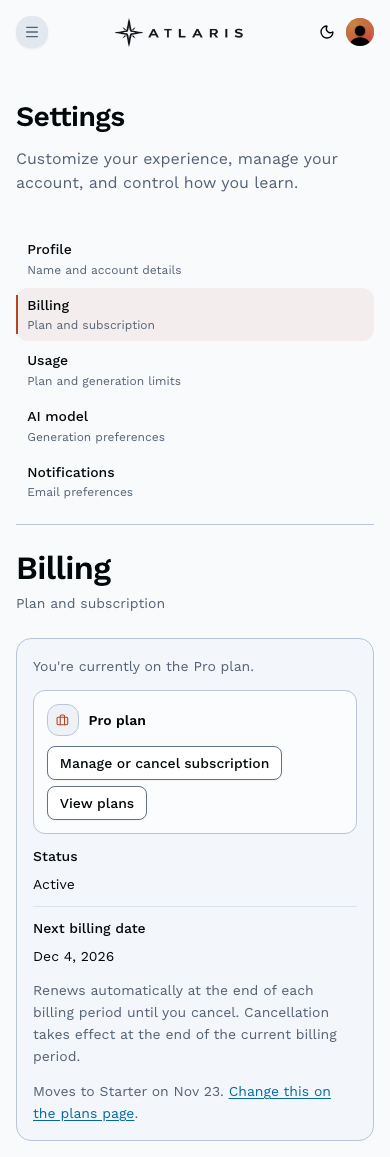 ATLARIS
Settings
Customize your experience, manage your
account, and control how you learn.
Profile
Name and account details
Billing
Plan and subscription
Usage
Plan and generation limits
AI model
Generation preferences
Notifications
Email preferences
Billing
Plan and subscription
You're currently on the Pro plan.
Pro plan
Manage or cancel subscription
View plans
Status
Active
Next billing date
Dec 4, 2026
Renews automatically at the end of each
billing period until you cancel. Cancellation
takes effect at the end of the current billing
period.
Moves to Starter on Nov 23. Change this on
the plans page.